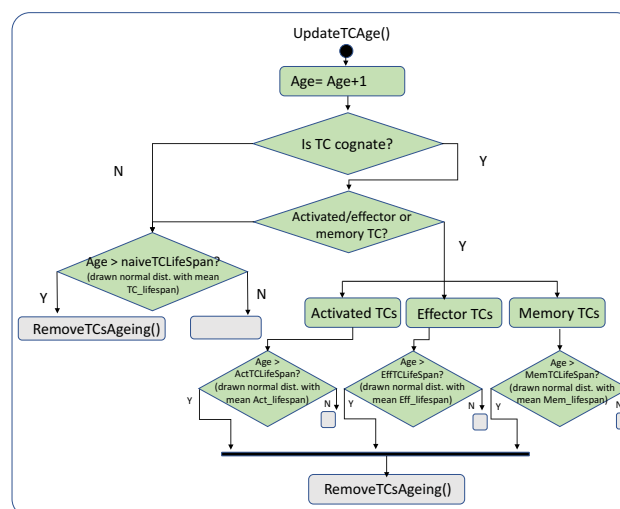 UpdateTCAge()
Age= Age+1
Is TC cognate?
N
Y
Activated/effector or
memory TC?
Y
Age > naiveTCLifeSpan?
(drawn normal dist. with mean
TC_lifespan)
Y
N
RemoveTCsAgeing()
Activated TCs
Effector TCs
Memory TCs
Age >
ActTCLifeSpan?
(drawn normal dist. with
mean Act_lifespan)
Y
N
Age >
EffTCLifeSpan?
(drawn normal dist. with
mean Eff_lifespan)
Y
N
Age >
MemTCLifeSpan?
(drawn normal dist. with
mean Mem_lifespan)
Y
N
RemoveTCsAgeing()